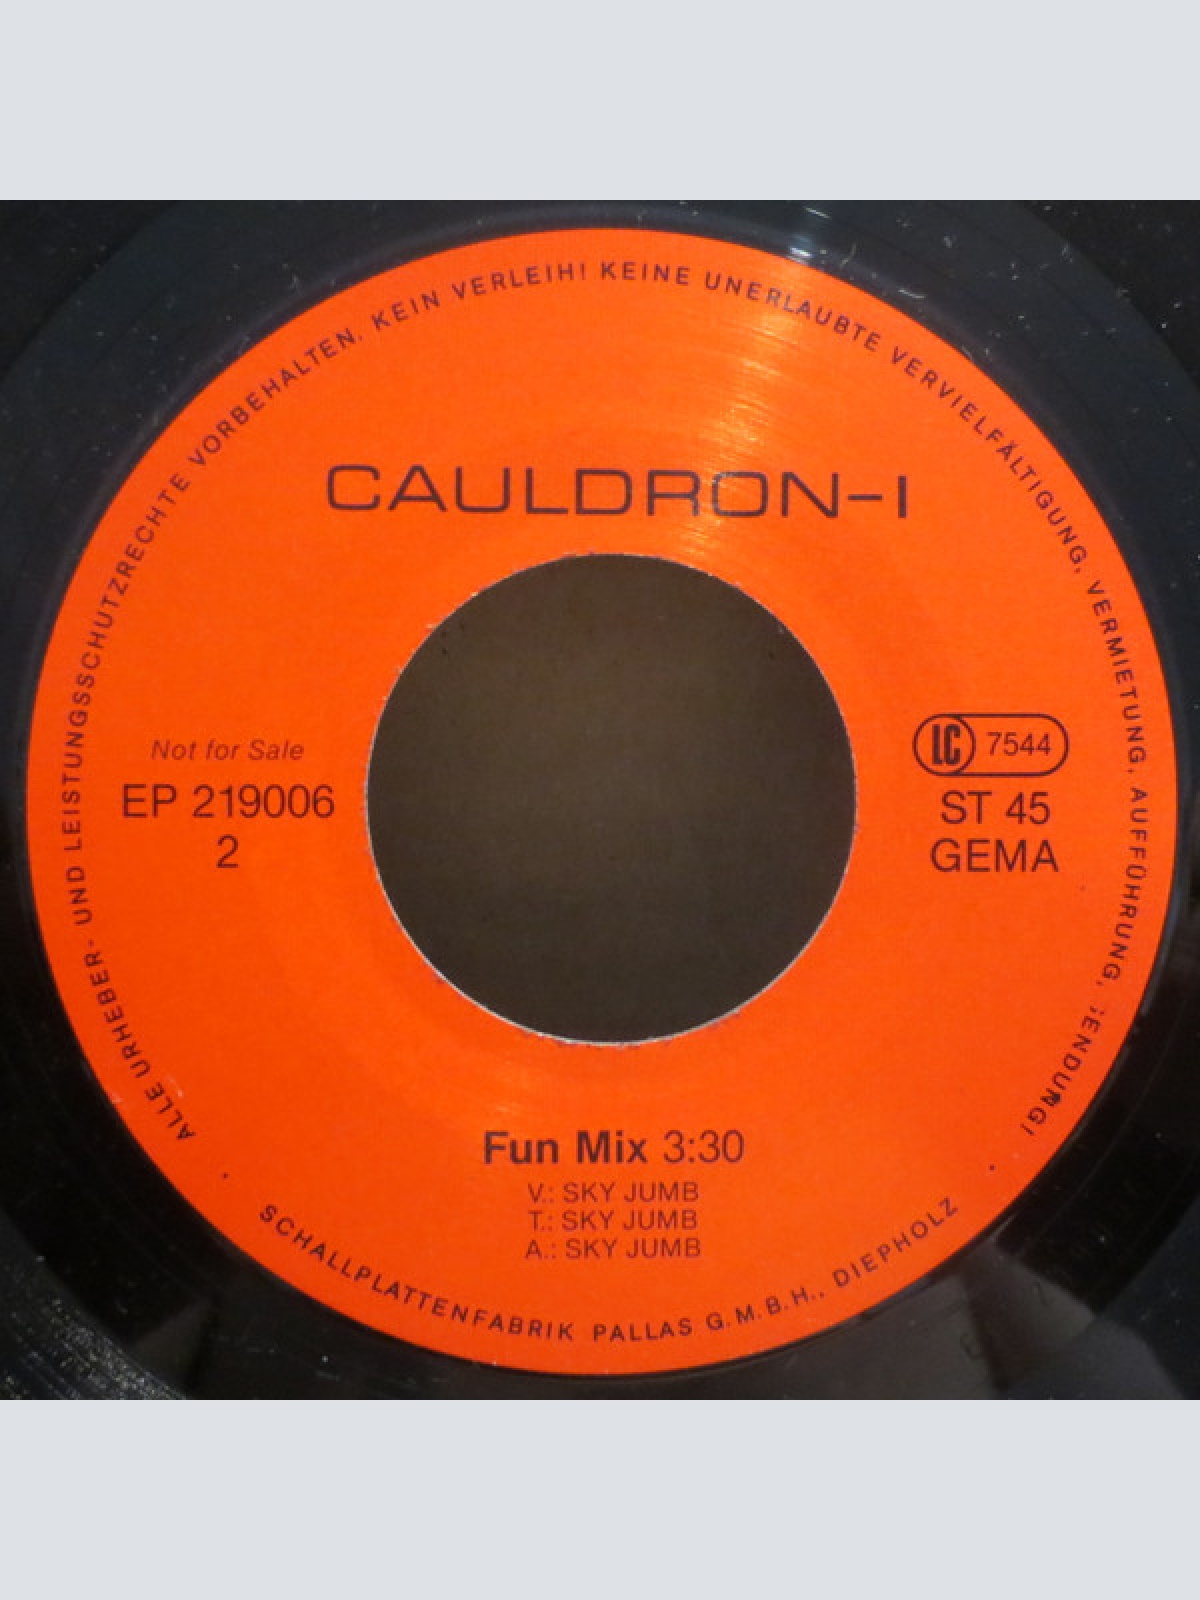 ALLE URHEBER- UND LEISTUNGSSCHUTZRECHTE VORBEHALTEN, KEIN VERLEIH! KEINE UNERLAUBTE VERVIELFÄLTIGUNG, VERMIETUNG, AUFFÜHRUNG, SENDUNG!
CAULDRON-I
Not for Sale
EP 219006
2
LC 7544
ST 45
GEMA
Fun Mix 3:30
V.: SKY JUMB
T.: SKY JUMB
A.: SKY JUMB
SCHALLPLATTENFABRIK PALLAS G.M.B.H., DIEPHOLZ